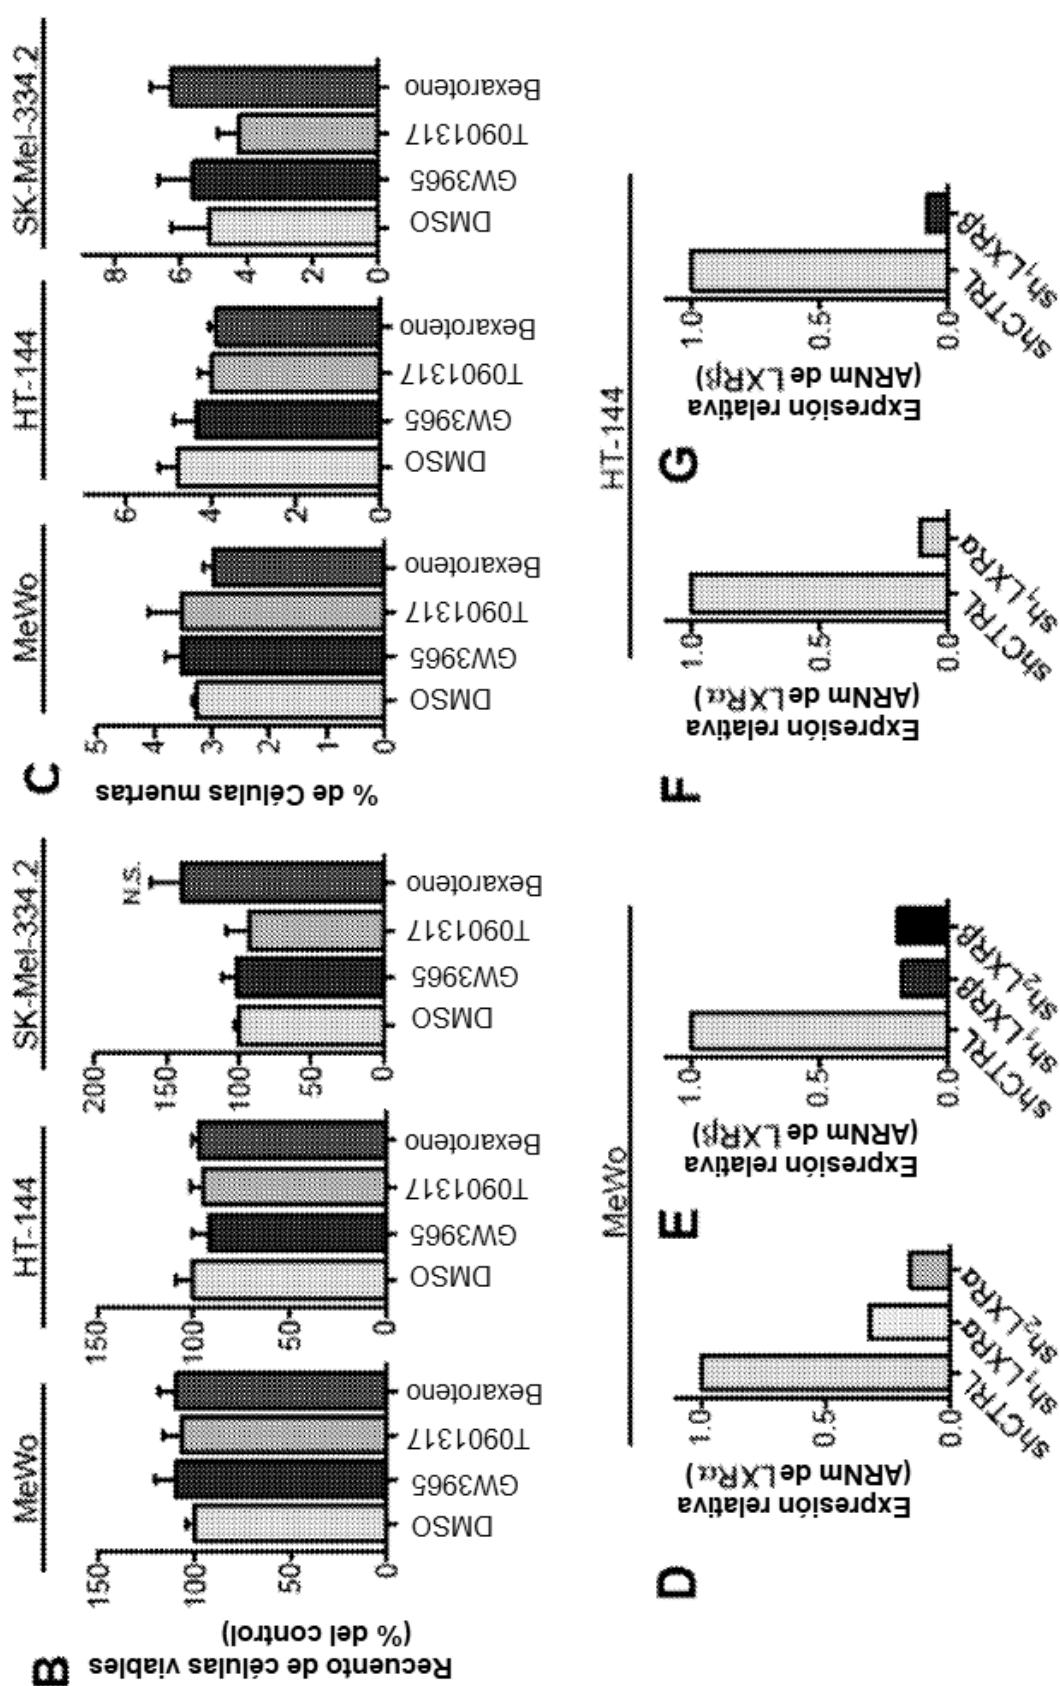 B
Recuento de células viables
(% del control)
MeWo
150
100
50
0
DMSO
GW3965
T0901317
Bexaroteno
HT-144
150
100
50
0
DMSO
GW3965
T0901317
Bexaroteno
SK-Mel-334.2
200
150
100
50
0
N.S.
DMSO
GW3965
T0901317
Bexaroteno
C
% de Células muertas
MeWo
5
4
3
2
1
0
DMSO
GW3965
T0901317
Bexaroteno
HT-144
6
4
2
0
DMSO
GW3965
T0901317
Bexaroteno
SK-Mel-334.2
8
6
4
2
0
DMSO
GW3965
T0901317
Bexaroteno
MeWo
D
Expresión relativa
(ARNm de LXRα)
1.0
0.5
0.0
shCTRL
sh₁LXRα
sh₂LXRα
E
Expresión relativa
(ARNm de LXRβ)
1.0
0.5
0.0
shCTRL
sh₁LXRβ
sh₂LXRβ
HT-144
F
Expresión relativa
(ARNm de LXRα)
1.0
0.5
0.0
shCTRL
sh₁LXRα
G
Expresión relativa
(ARNm de LXRβ)
1.0
0.5
0.0
shCTRL
sh₁LXRβ